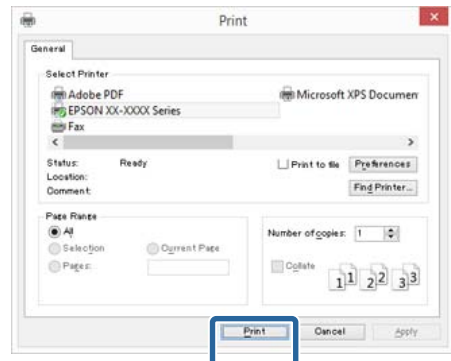 Print
General
Select Printer
Adobe PDF
Microsoft XPS Documen
EPSON XX-XXXX Series
Fax
Status: Ready
Print to file
Preferences
Location:
Comment:
Find Printer...
Page Range
All
Selection
Current Page
Pages:
Number of copies: 1
Collate
1 1 2 2 3 3
Print
Cancel
Apply